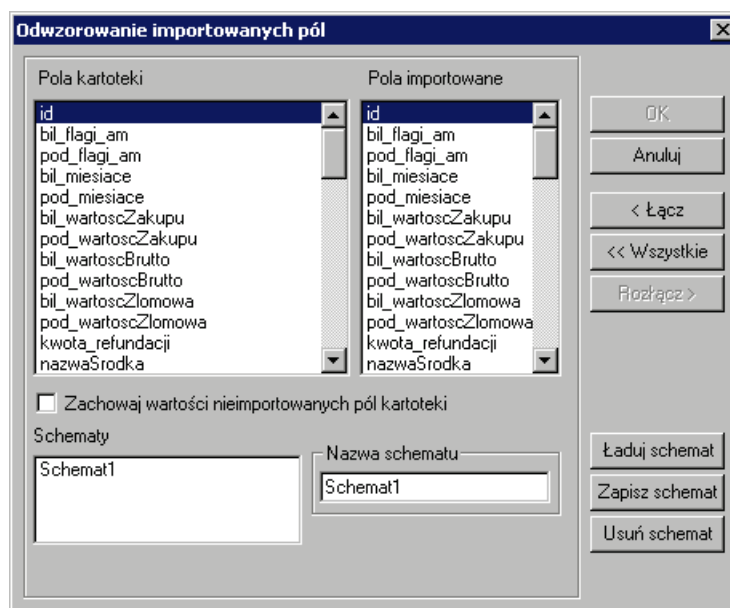 Odwzorowanie importowanych pól
Pola kartoteki
id
bil_flagi_am
pod_flagi_am
bil_miesiace
pod_miesiace
bil_wartoscZakupu
pod_wartoscZakupu
bil_wartoscBrutto
pod_wartoscBrutto
bil_wartoscZlomowa
pod_wartoscZlomowa
kwota_refundacji
nazwaSrodka
Pola importowane
id
bil_flagi_am
pod_flagi_am
bil_miesiace
pod_miesiace
bil_wartoscZakupu
pod_wartoscZakupu
bil_wartoscBrutto
pod_wartoscBrutto
bil_wartoscZlomowa
pod_wartoscZlomowa
kwota_refundacji
nazwaSrodka
OK
Anuluj
< Łącz
<< Wszystkie
Rozłącz >
Zachowaj wartości nieimportowanych pól kartoteki
Schematy
Schemat1
Nazwa schematu
Schemat1
Ładuj schemat
Zapisz schemat
Usuń schemat